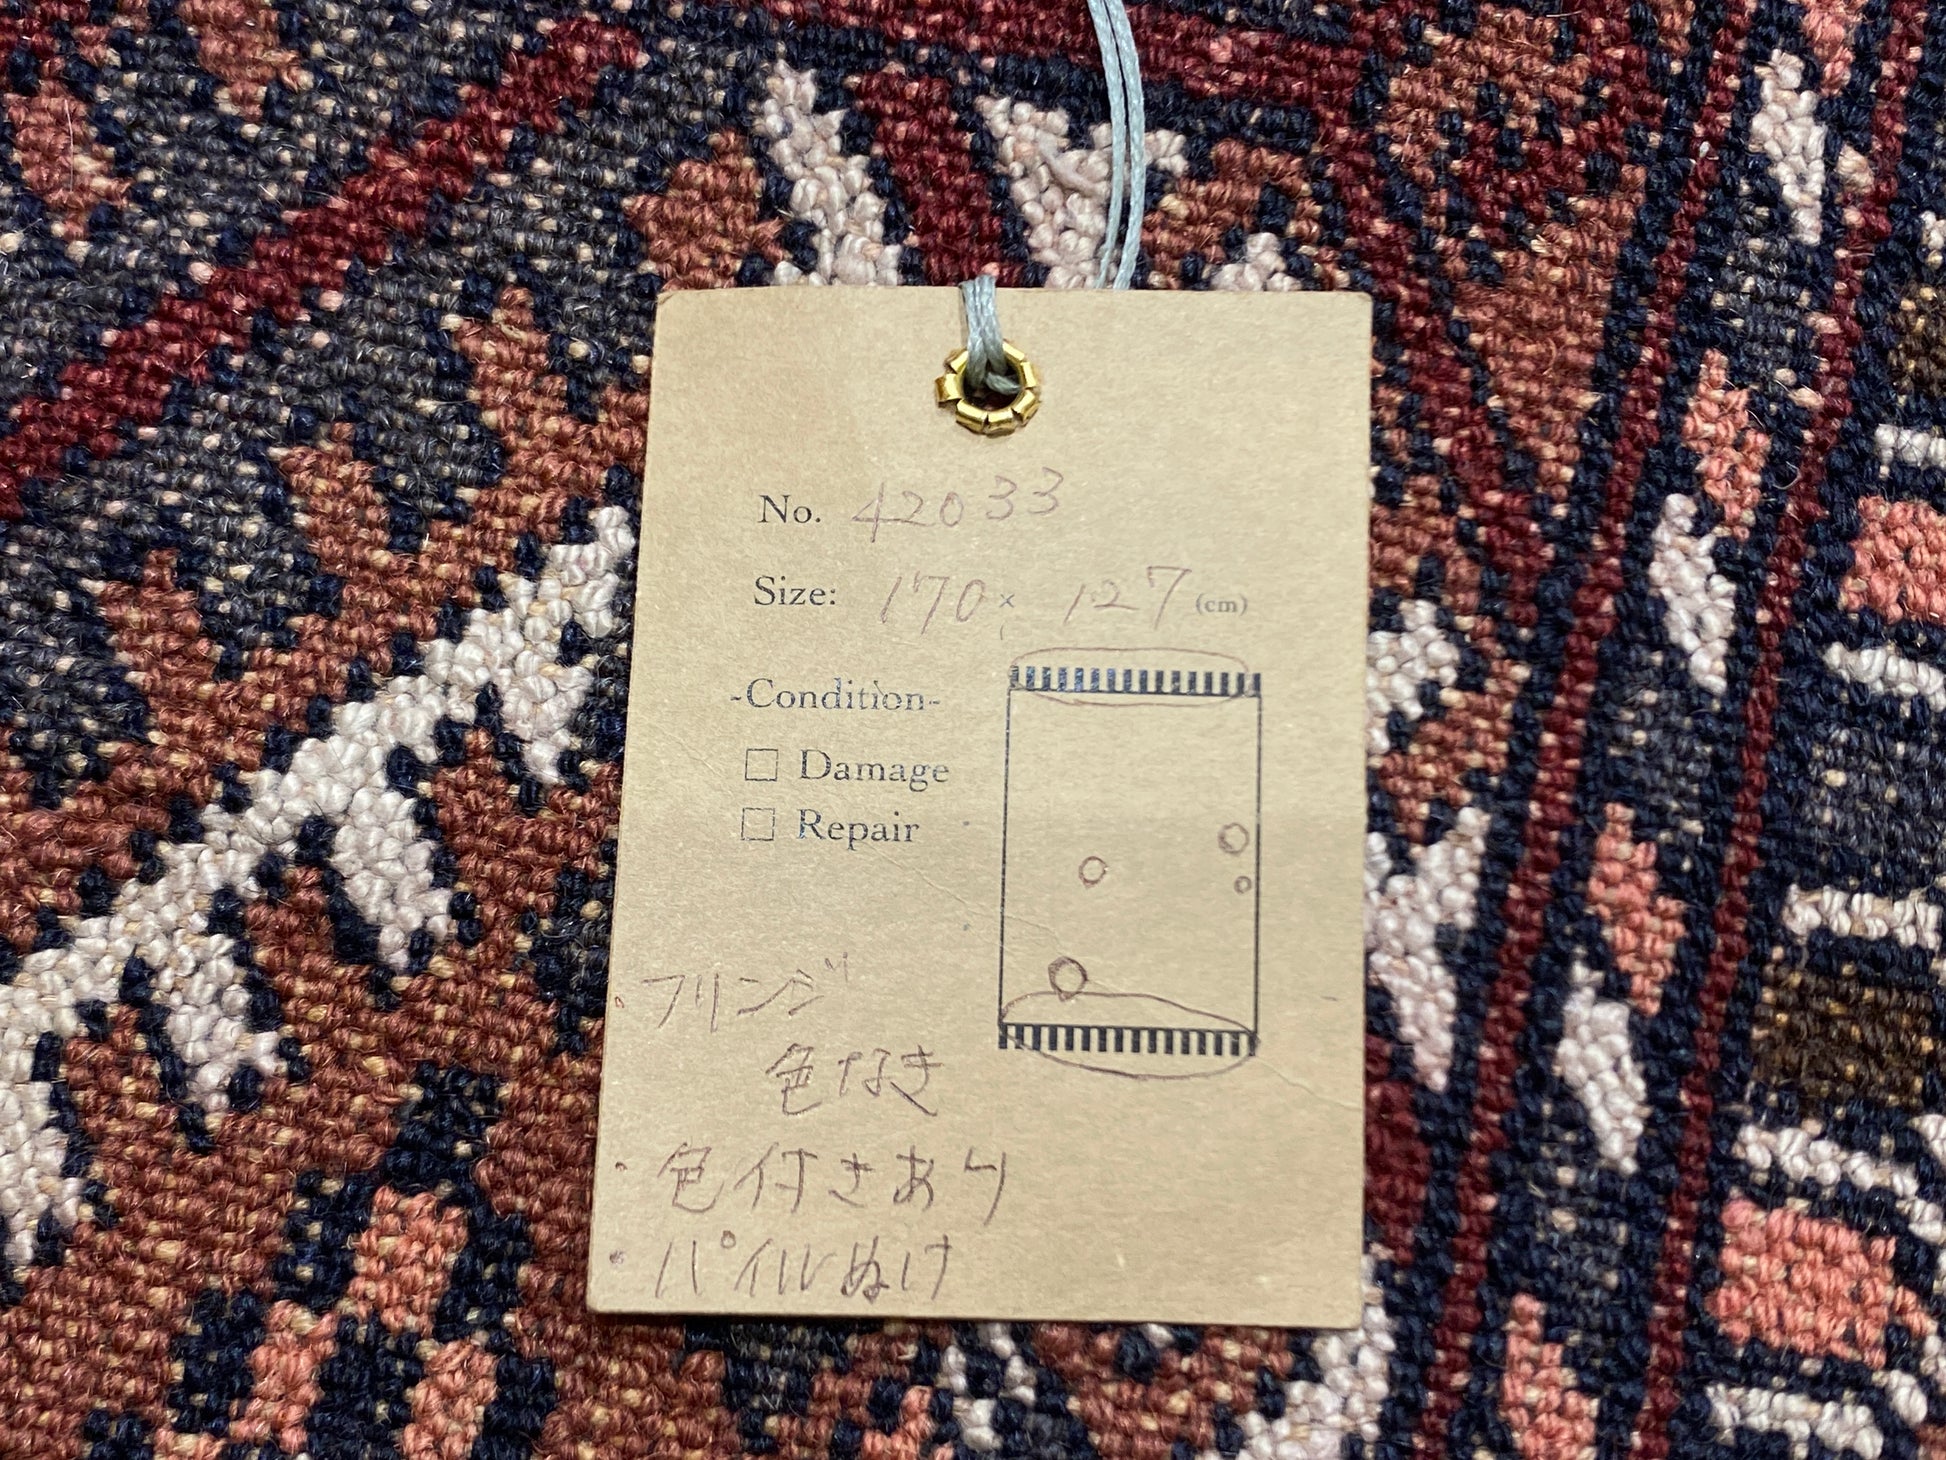 No. 42033
Size: 170 × 127 (cm)
-Condition-
□ Damage
□ Repair
・フリンジ
色なき
・色付きあり
・パイルぬけ